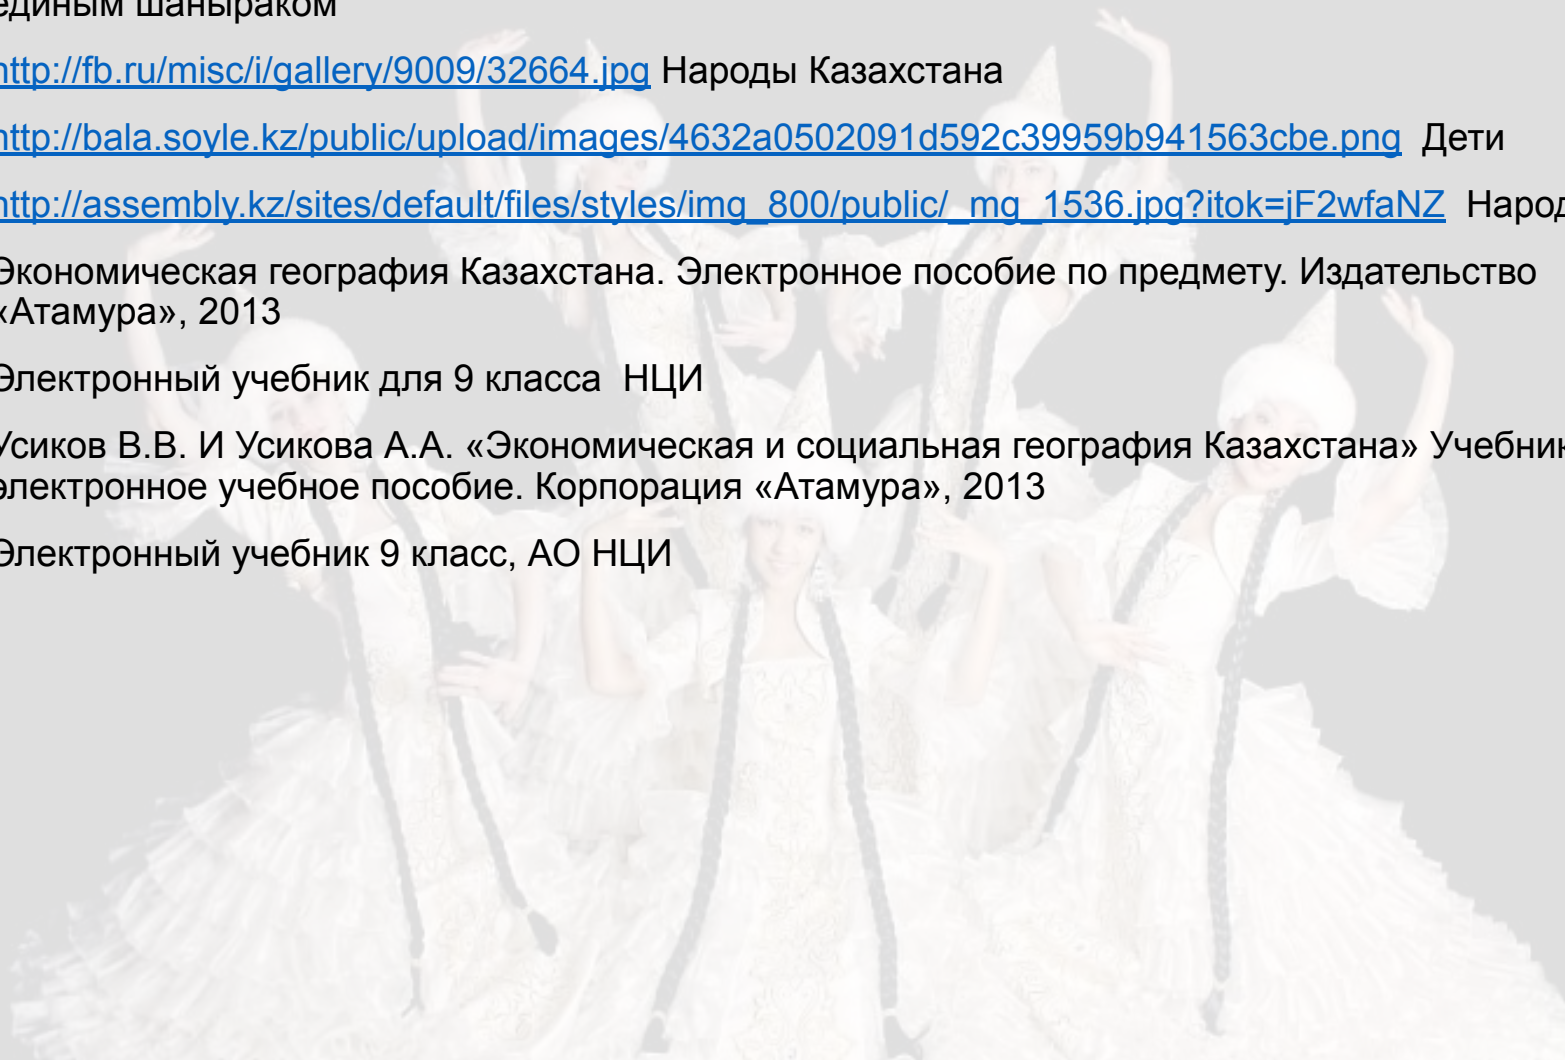 единым шаныраком
http://fb.ru/misc/i/gallery/9009/32664.jpg Народы Казахстана
http://bala.soyle.kz/public/upload/images/4632a0502091d592c39959b941563cbe.png Дети
http://assembly.kz/sites/default/files/styles/img_800/public/_mg_1536.jpg?itok=jF2wfaNZ Народ
Экономическая география Казахстана. Электронное пособие по предмету. Издательство
«Атамура», 2013
Электронный учебник для 9 класса НЦИ
Усиков В.В. И Усикова А.А. «Экономическая и социальная география Казахстана» Учебник
электронное учебное пособие. Корпорация «Атамура», 2013
Электронный учебник 9 класс, АО НЦИ